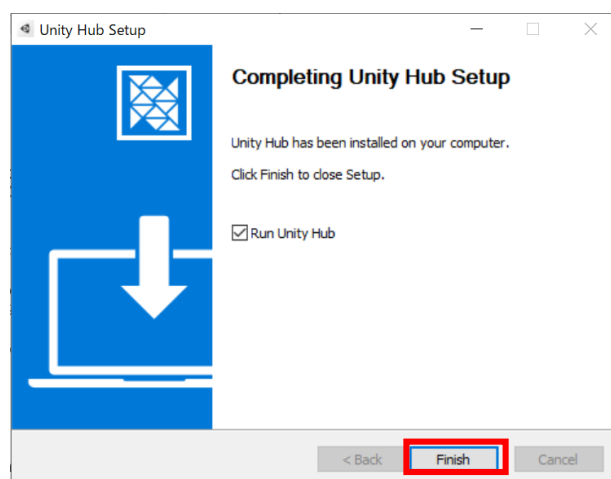 Unity Hub Setup
Completing Unity Hub Setup
Unity Hub has been installed on your computer.
Click Finish to close Setup.
Run Unity Hub
< Back Finish Cancel